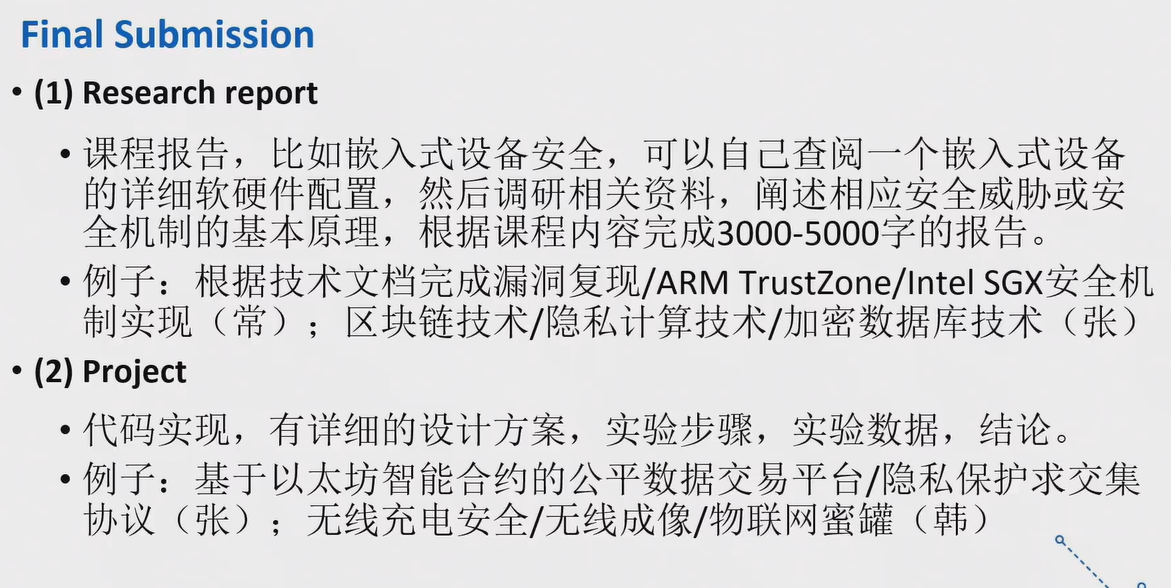 Final Submission
• (1) Research report
• 课程报告，比如嵌入式设备安全，可以自己查阅一个嵌入式设备
的详细软硬件配置，然后调研相关资料，阐述相应安全威胁或安
全机制的基本原理，根据课程内容完成3000-5000字的报告。
• 例子：根据技术文档完成漏洞复现/ARM TrustZone/Intel SGX安全机
制实现（常）；区块链技术/隐私计算技术/加密数据库技术（张）
• (2) Project
• 代码实现，有详细的设计方案，实验步骤，实验数据，结论。
• 例子：基于以太坊智能合约的公平数据交易平台/隐私保护求交集
协议（张）；无线充电安全/无线成像/物联网蜜罐（韩）